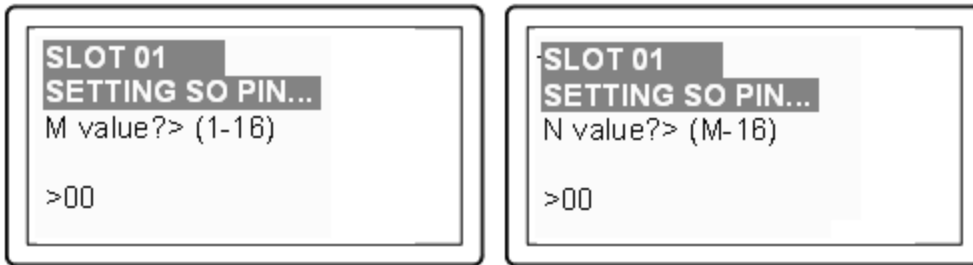 SLOT 01
SETTING SO PIN...
M value?> (1-16)
>00
SLOT 01
SETTING SO PIN...
N value?> (M-16)
>00